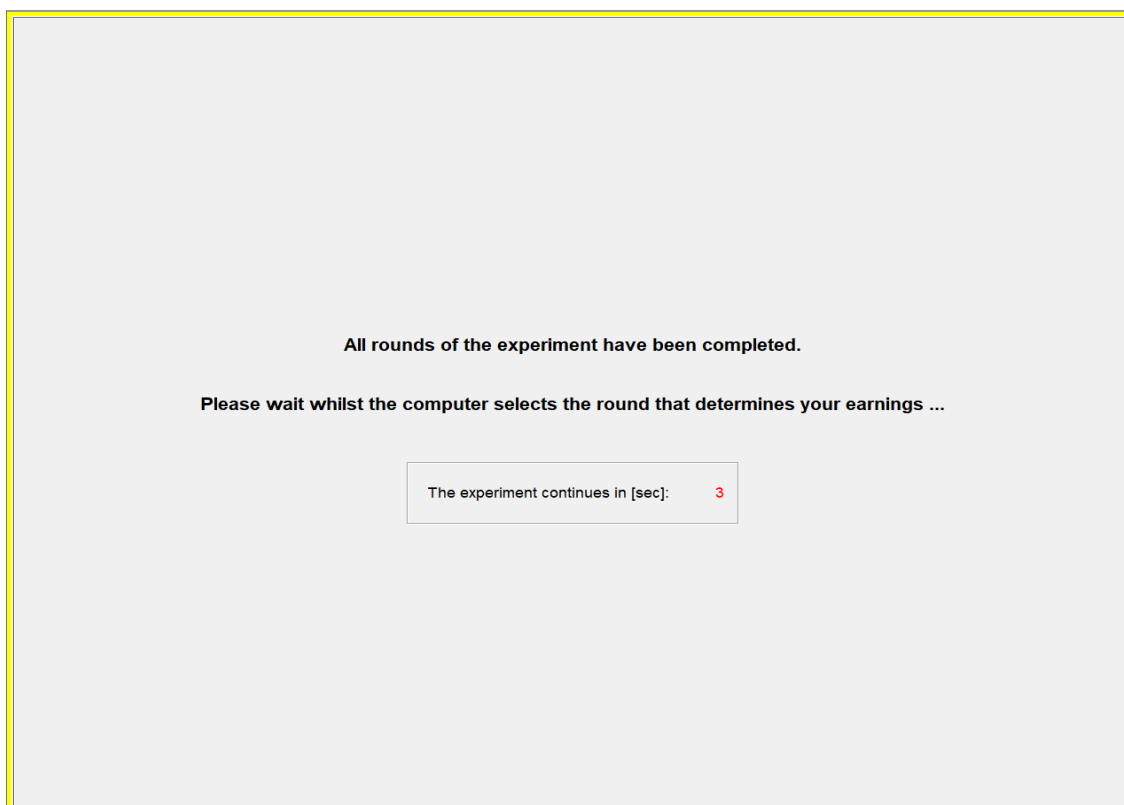 All rounds of the experiment have been completed.
Please wait whilst the computer selects the round that determines your earnings ...
The experiment continues in [sec]: 3